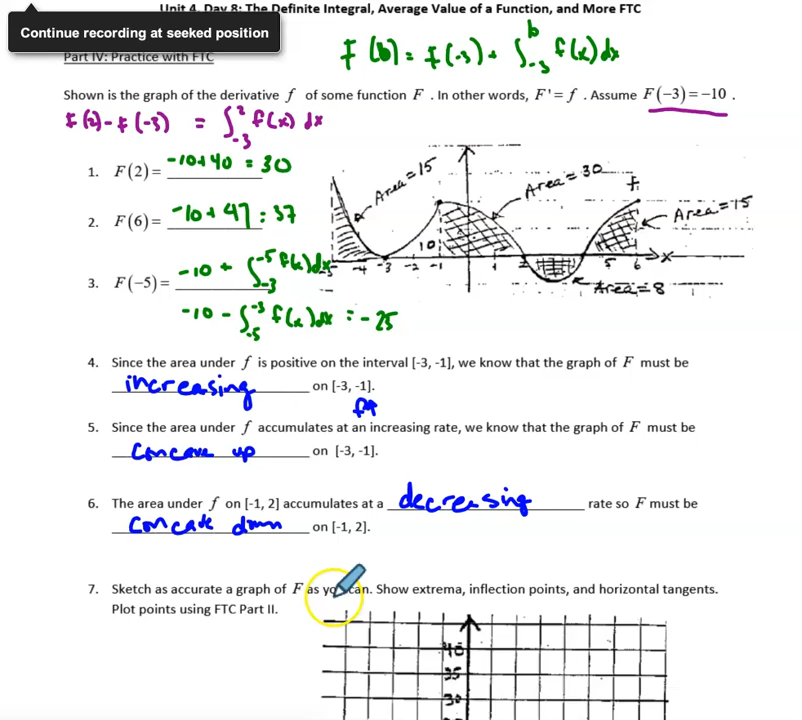 Unit 4, Day 8: The Definite Integral, Average Value of a Function, and More FTC
Continue recording at seeked position
Part IV: Practice with FTC
F(b) = F(-3) + ∫_{-3}^{b} f(x)dx
Shown is the graph of the derivative f of some function F . In other words, F' = f . Assume F(-3) = -10 .
F(2) - F(-3) = ∫_{-3}^{2} f(x) dx
1. F(2) = -10+40 = 30
Area = 15
Area = 30
f
2. F(6) = -10 + 47 : 37
Area = 15
10
-5 -4 -3 -2 -1 1 2 5 6 x
3. F(-5) = -10 + ∫_{-3}^{-5} f(x)dx
Area = 8
-10 - ∫_{-5}^{-3} f(x)dx = -25
4. Since the area under f is positive on the interval [-3, -1], we know that the graph of F must be
increasing on [-3, -1].
f↑
5. Since the area under f accumulates at an increasing rate, we know that the graph of F must be
concave up on [-3, -1].
6. The area under f on [-1, 2] accumulates at a decreasing rate so F must be
concave down on [-1, 2].
7. Sketch as accurate a graph of F as you can. Show extrema, inflection points, and horizontal tangents.
Plot points using FTC Part II.
40
35
30